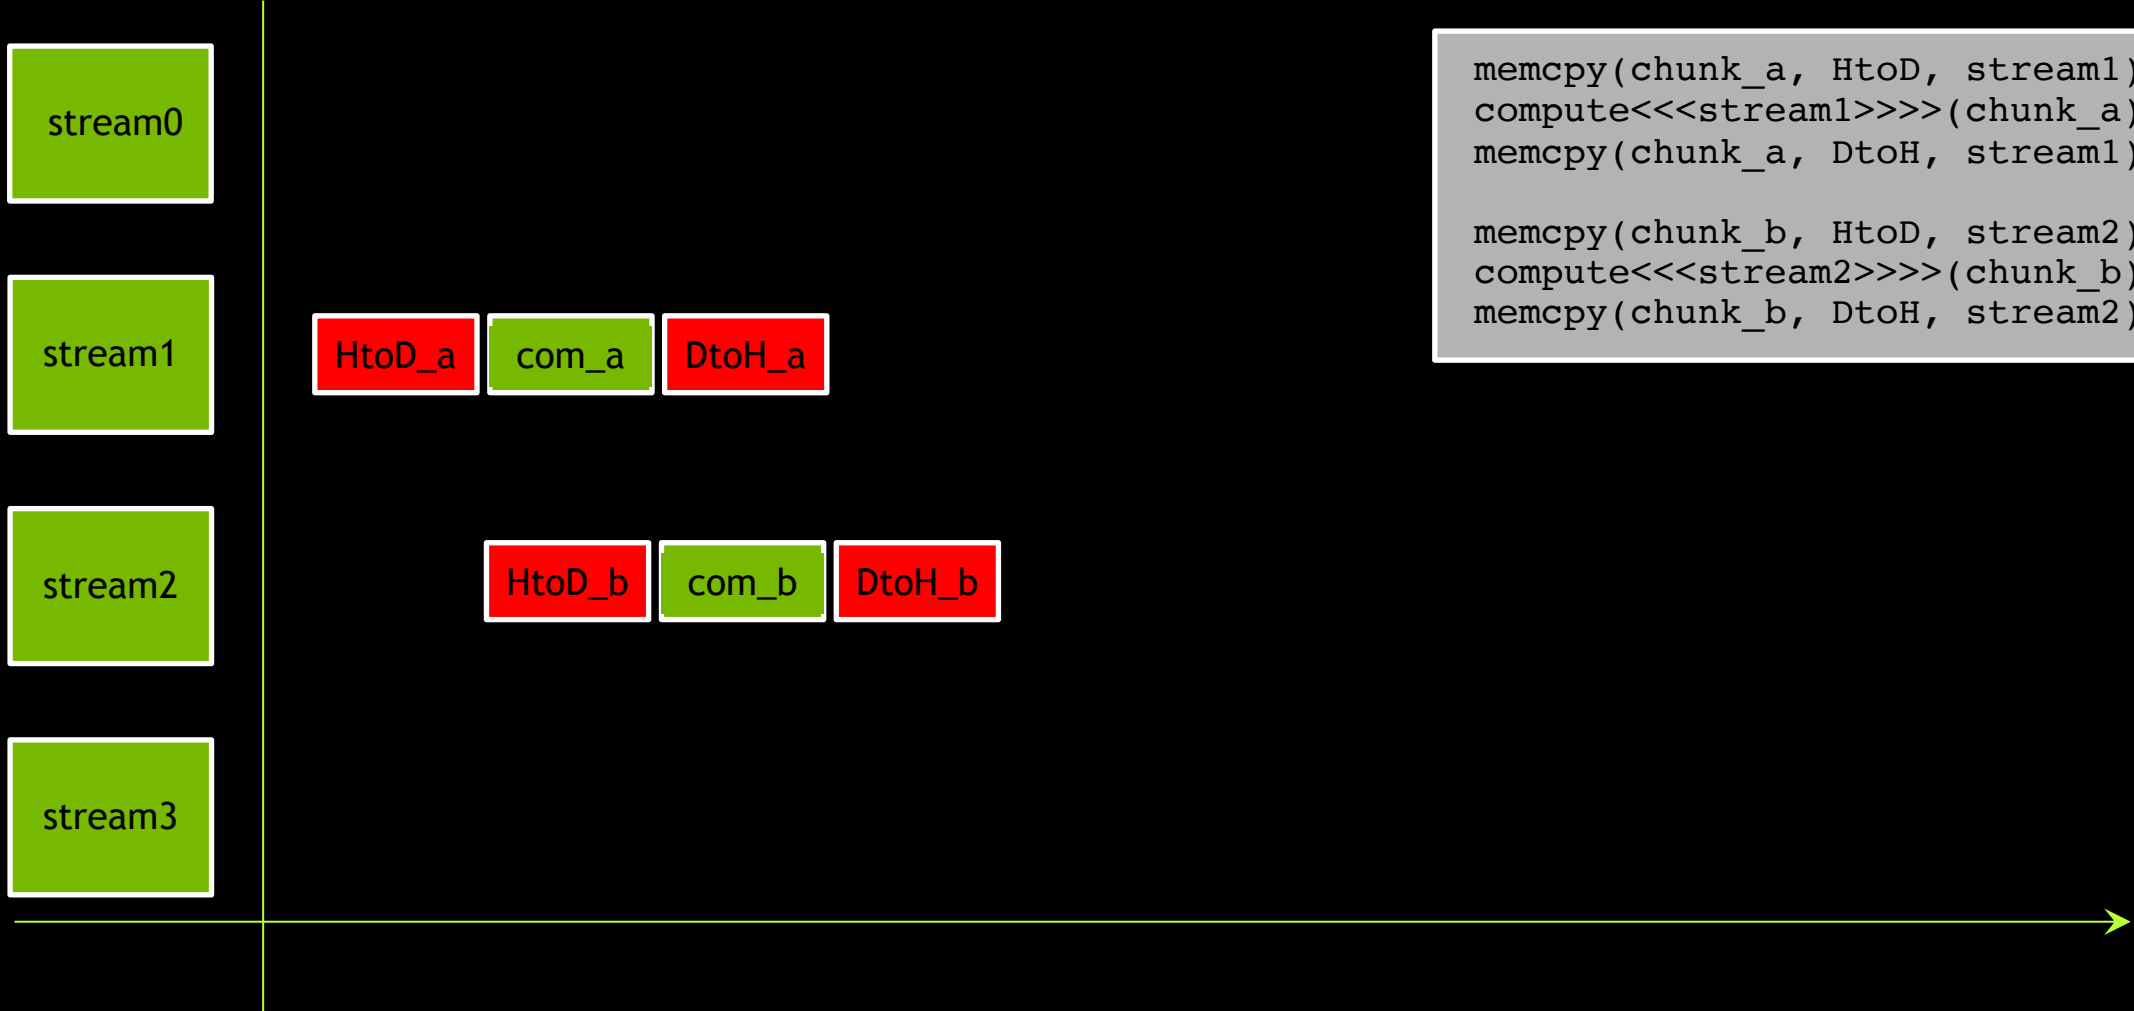 stream0
memcpy(chunk_a, HtoD, stream1)
compute<<<stream1>>>>(chunk_a)
memcpy(chunk_a, DtoH, stream1)
memcpy(chunk_b, HtoD, stream2)
compute<<<stream2>>>>(chunk_b)
memcpy(chunk_b, DtoH, stream2)
stream1
HtoD_a
com_a
DtoH_a
stream2
HtoD_b
com_b
DtoH_b
stream3